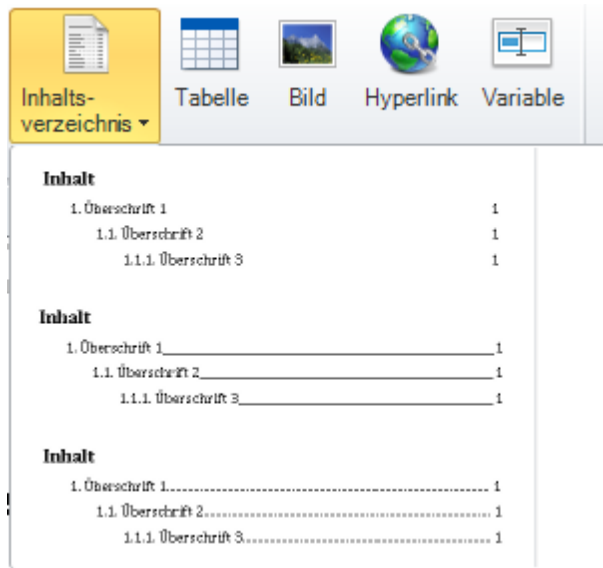 Inhalts-
verzeichnis
Tabelle
Bild
Hyperlink
Variable
Inhalt
1. Überschrift 1 1
1.1. Überschrift 2 1
1.1.1. Überschrift 3 1
Inhalt
1. Überschrift 1 1
1.1. Überschrift 2 1
1.1.1. Überschrift 3 1
Inhalt
1. Überschrift 1 1
1.1. Überschrift 2 1
1.1.1. Überschrift 3 1